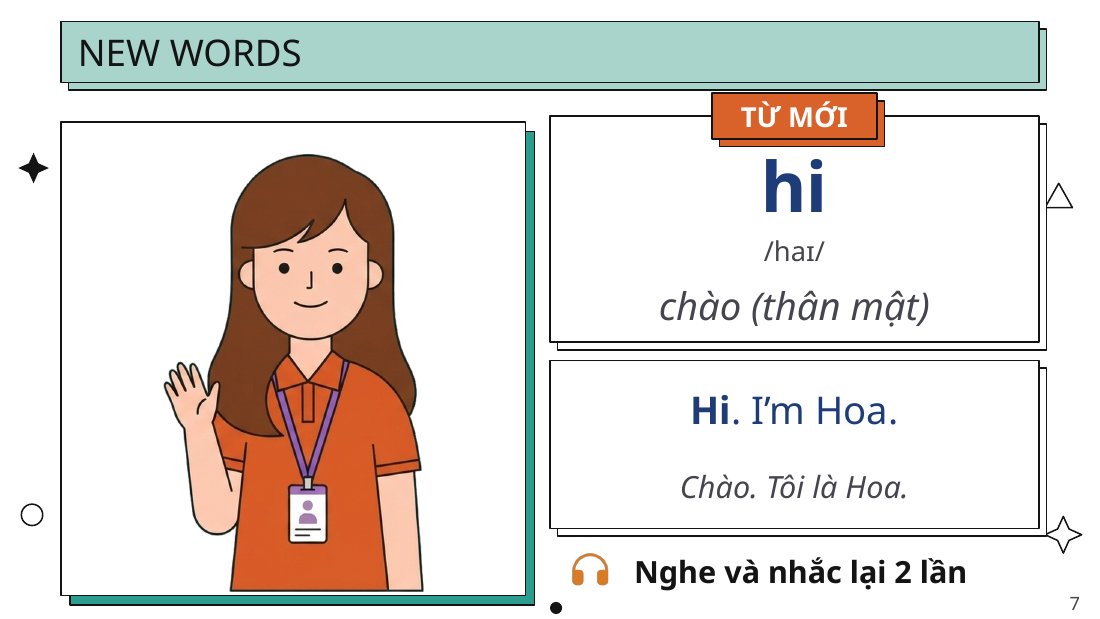 NEW WORDS
TỪ MỚI
hi
/haɪ/
chào (thân mật)
Hi. I’m Hoa.
Chào. Tôi là Hoa.
Nghe và nhắc lại 2 lần
7